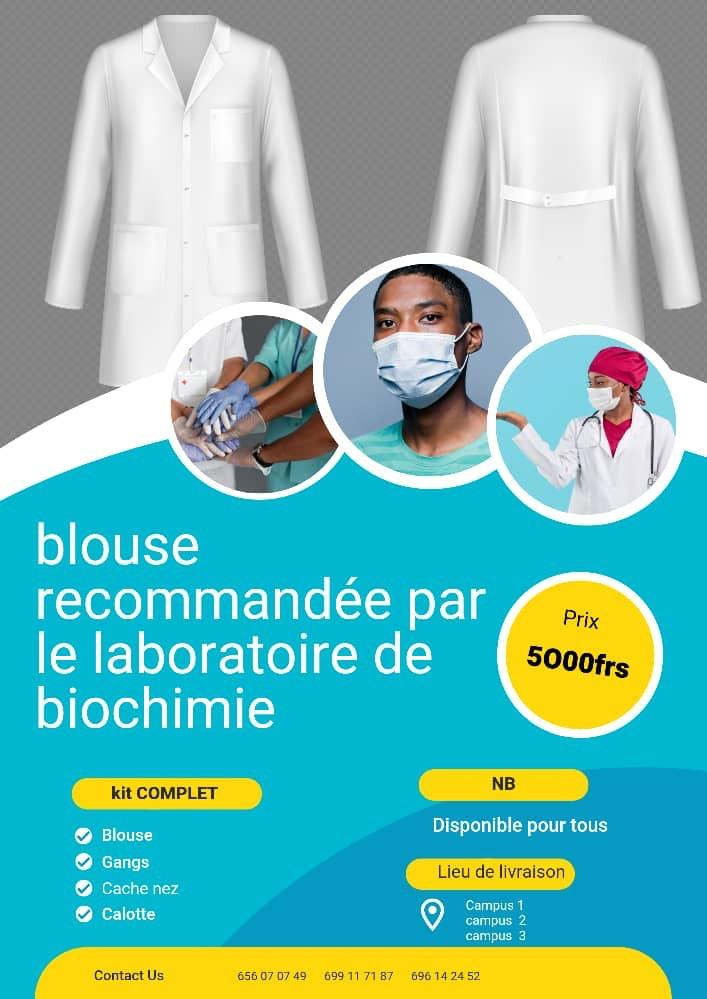 blouse
recommandée par
le laboratoire de
biochimie
Prix
5000frs
kit COMPLET
Blouse
Gangs
Cache nez
Calotte
NB
Disponible pour tous
Lieu de livraison
Campus 1
campus 2
campus 3
Contact Us 656 07 07 49 699 11 71 87 696 14 24 52